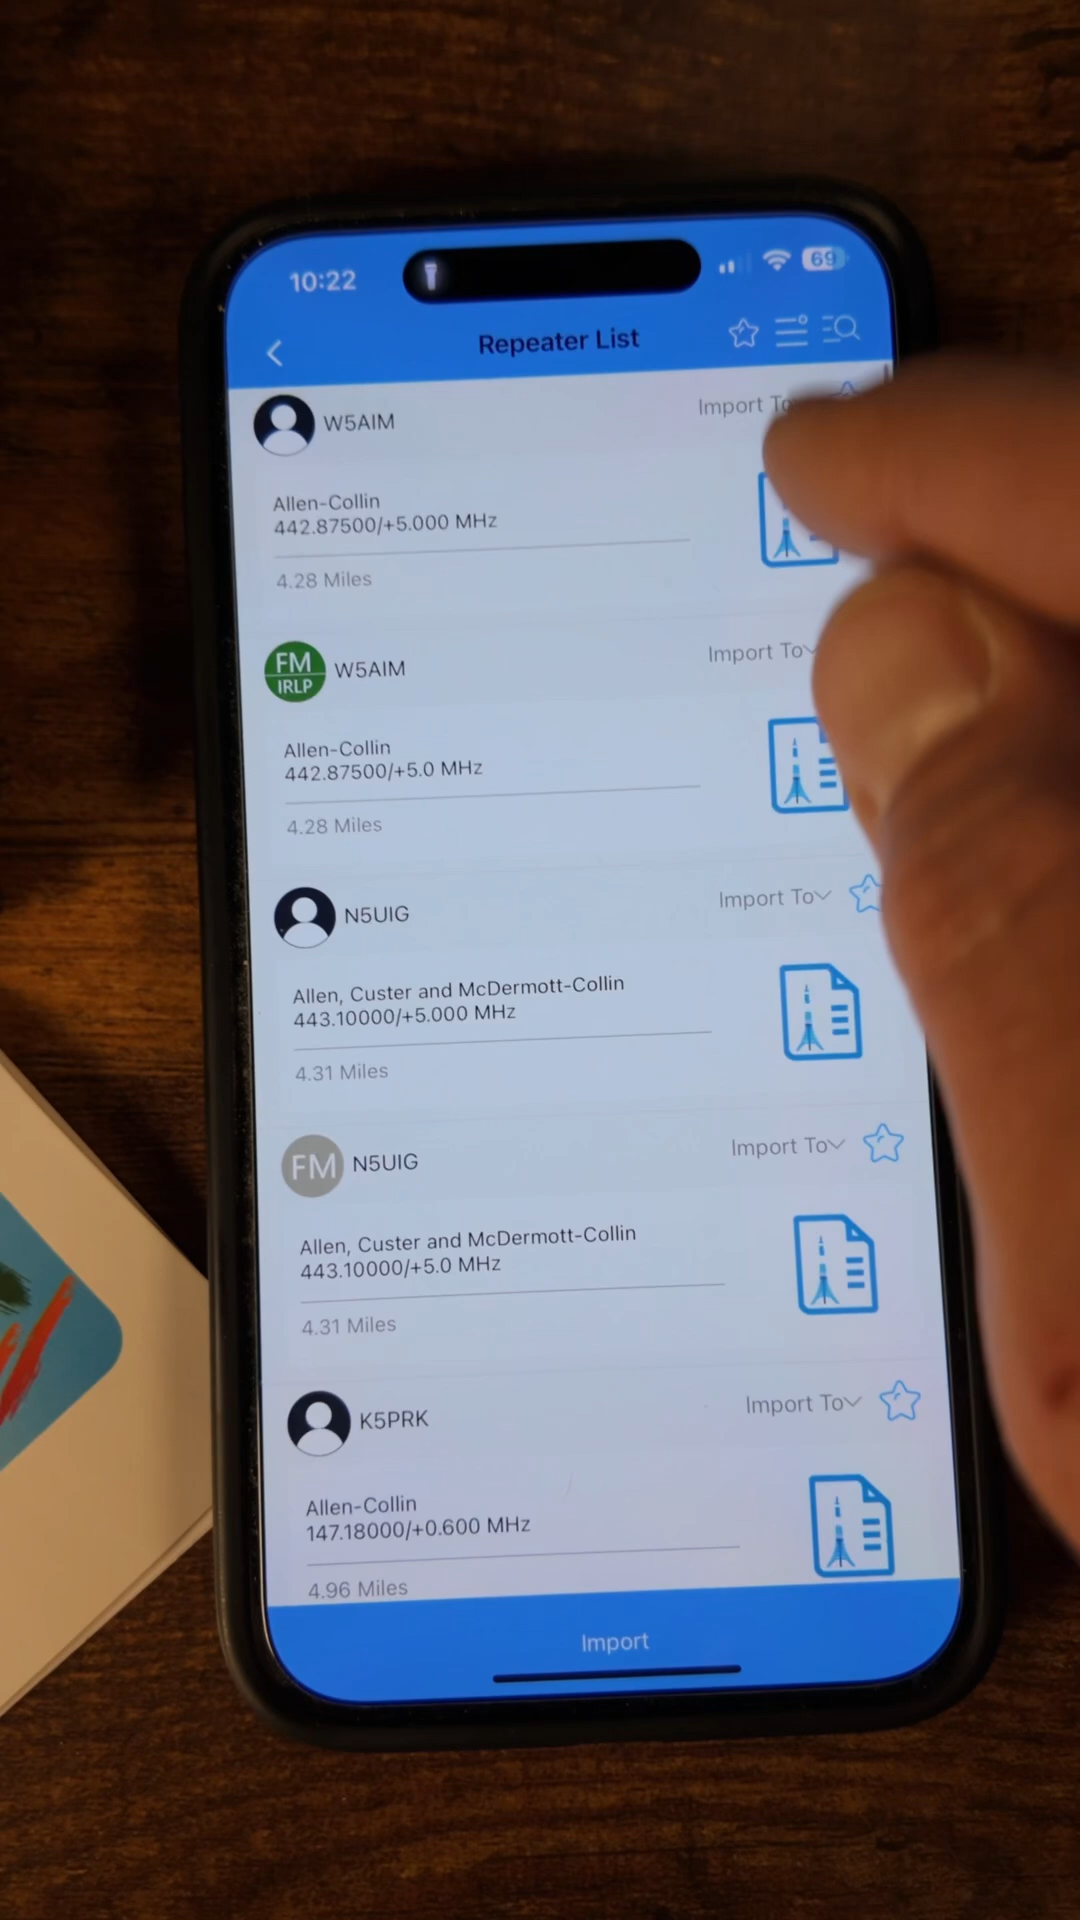 10:22
69
Repeater List
W5AIM
Import To
Allen-Collin
442.87500/+5.000 MHz
4.28 Miles
FM
IRLP
W5AIM
Import To
Allen-Collin
442.87500/+5.0 MHz
4.28 Miles
N5UIG
Import To
Allen, Custer and McDermott-Collin
443.10000/+5.000 MHz
4.31 Miles
FM
N5UIG
Import To
Allen, Custer and McDermott-Collin
443.10000/+5.0 MHz
4.31 Miles
K5PRK
Import To
Allen-Collin
147.18000/+0.600 MHz
4.96 Miles
Import